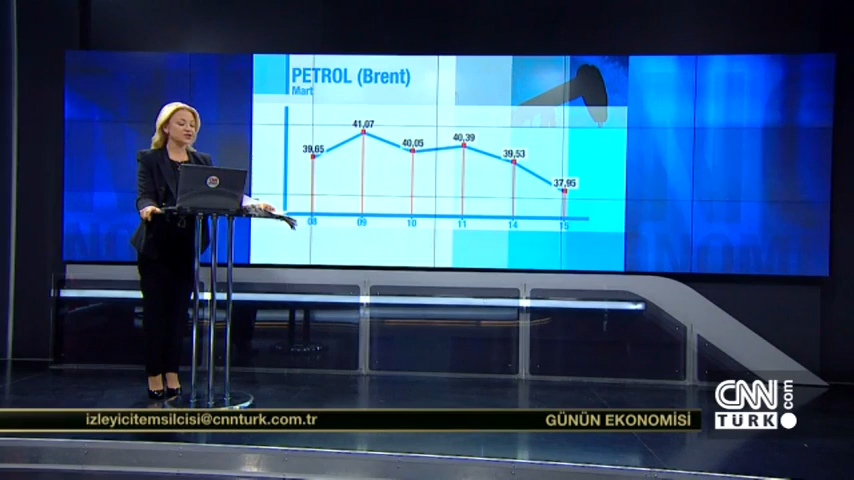 PETROL (Brent)
Mart
39,65
41,07
40,05
40,39
39,53
37,95
08
09
10
11
14
15
izleyicitemsilcisi@cnnturk.com.tr
GÜNÜN EKONOMİSİ
CNN
TÜRK
.com